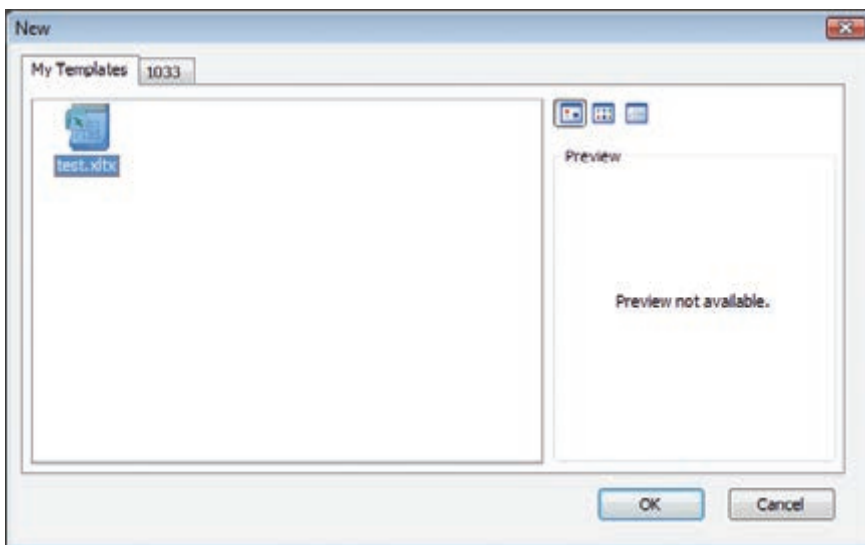 New
My Templates
1033
test.xltx
Preview
Preview not available.
OK
Cancel